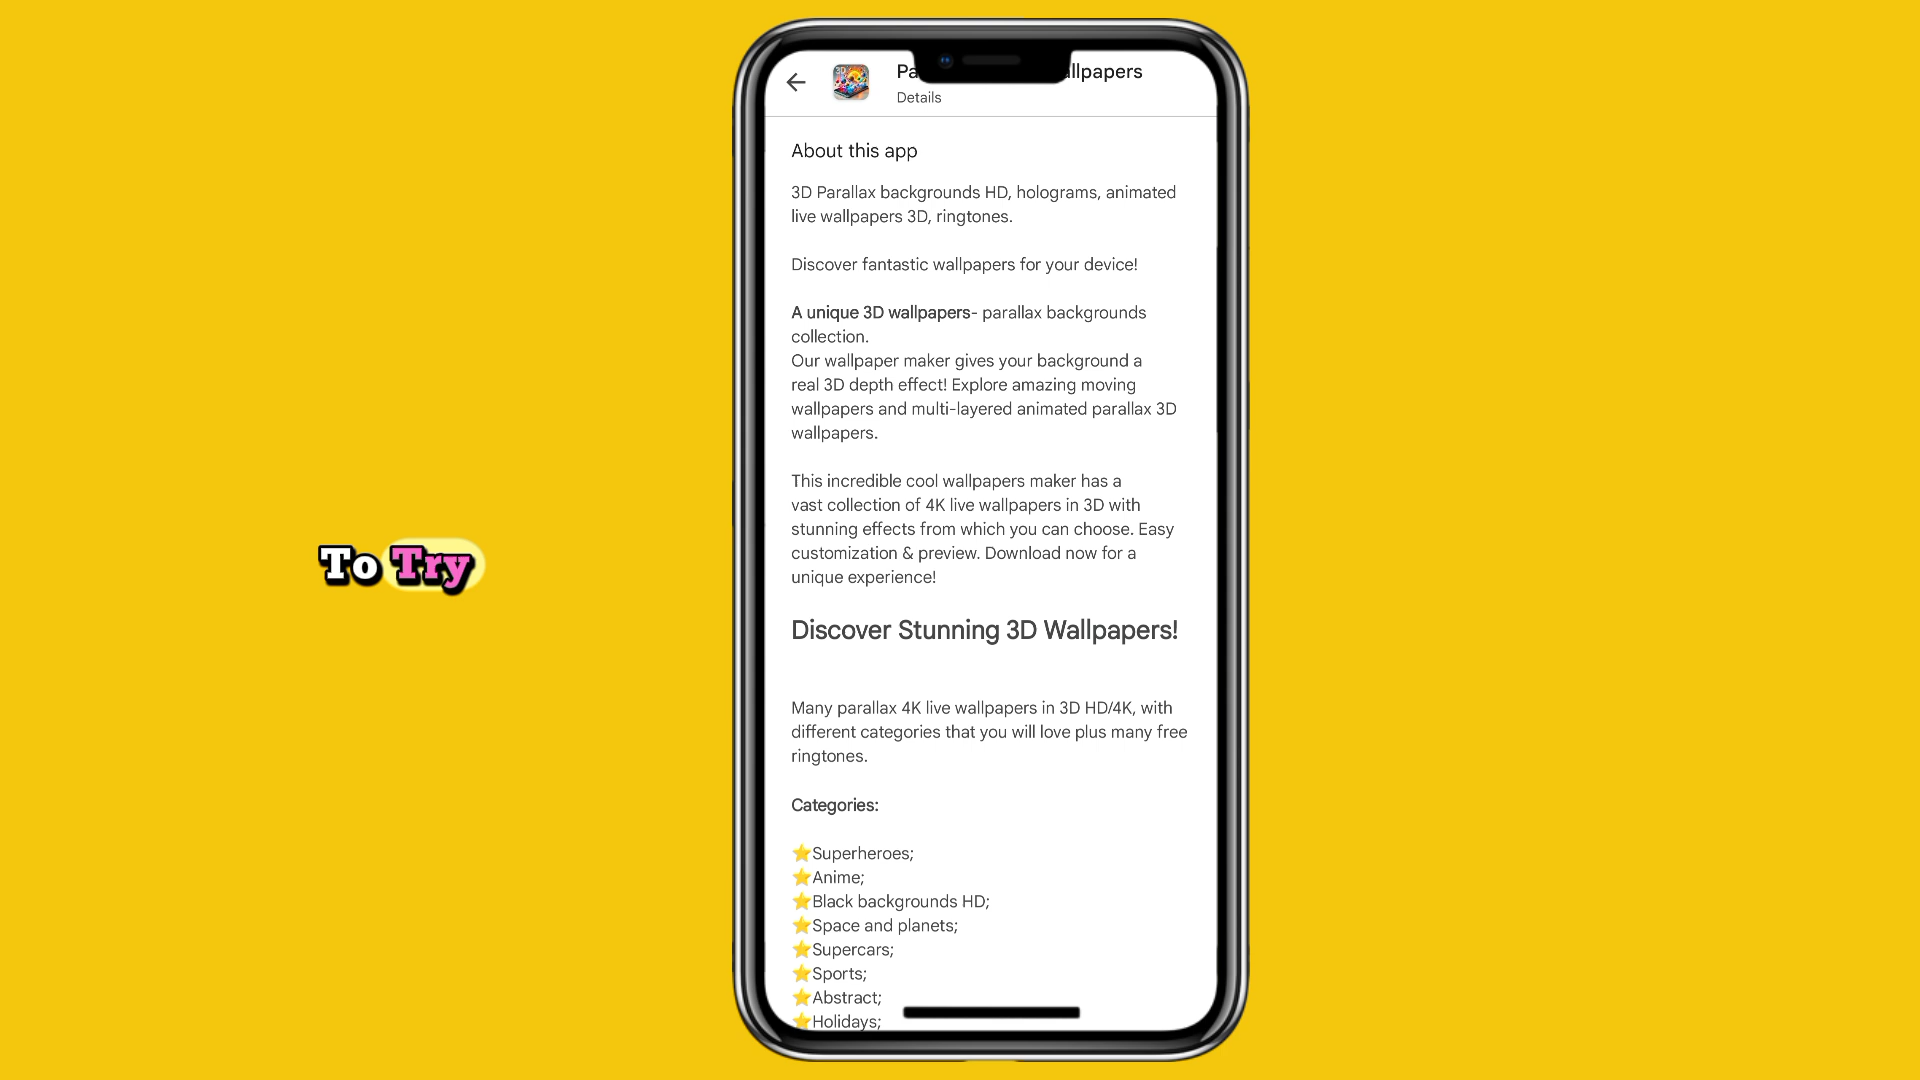 allpapers
Details
About this app
3D Parallax backgrounds HD, holograms, animated
live wallpapers 3D, ringtones.
Discover fantastic wallpapers for your device!
A unique 3D wallpapers- parallax backgrounds
collection.
Our wallpaper maker gives your background a
real 3D depth effect! Explore amazing moving
wallpapers and multi-layered animated parallax 3D
wallpapers.
This incredible cool wallpapers maker has a
vast collection of 4K live wallpapers in 3D with
stunning effects from which you can choose. Easy
customization & preview. Download now for a
unique experience!
To Try
Discover Stunning 3D Wallpapers!
Many parallax 4K live wallpapers in 3D HD/4K, with
different categories that you will love plus many free
ringtones.
Categories:
⭐Superheroes;
⭐Anime;
⭐Black backgrounds HD;
⭐Space and planets;
⭐Supercars;
⭐Sports;
⭐Abstract;
⭐Holidays;